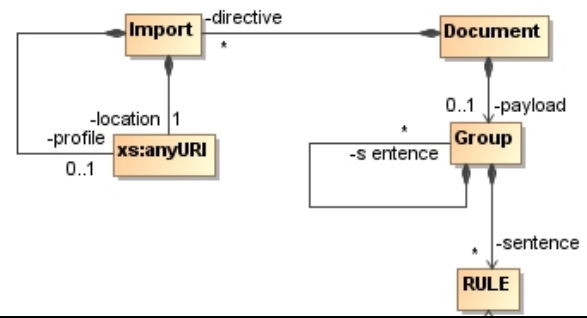 Import
-directive
*
Document
-location 1
-profile
0..1
xs:anyURI
0..1 -payload
*
Group
-s entence
-sentence
*
RULE